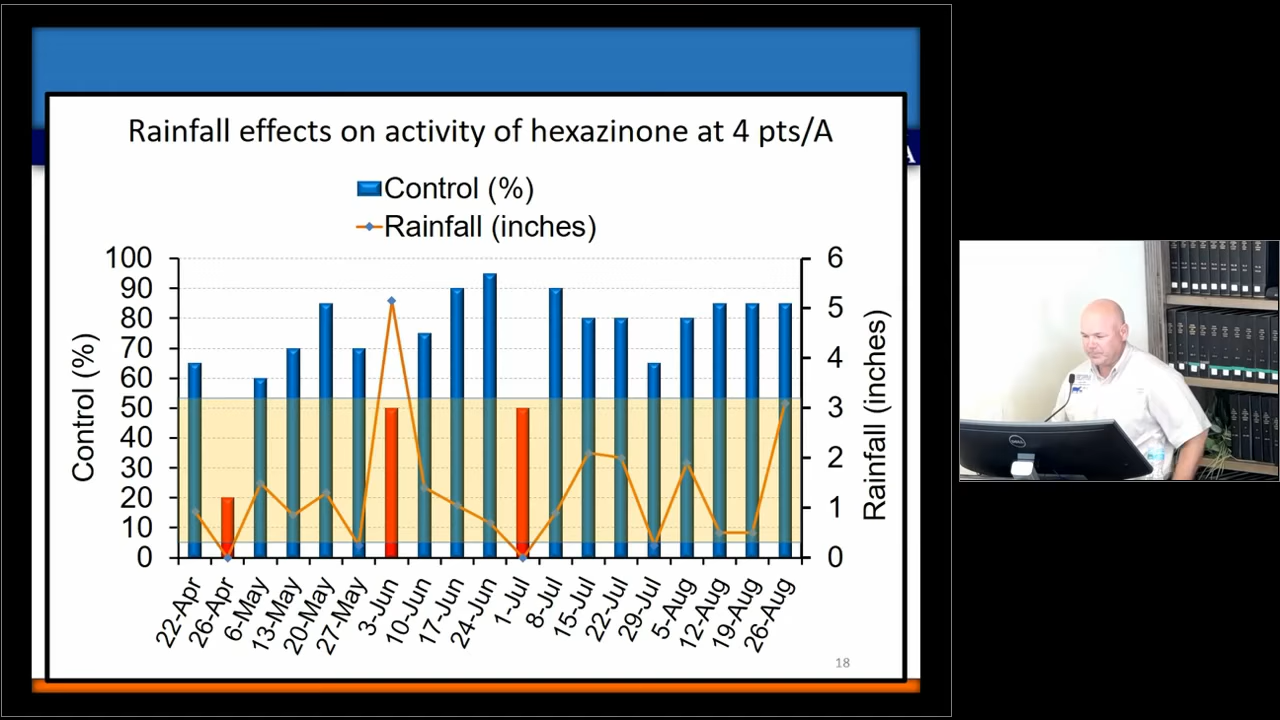 Rainfall effects on activity of hexazinone at 4 pts/A
A
Control (%)
Rainfall (inches)
Control (%)
100
90
80
70
60
50
40
30
20
10
0
6
5
4
3
2
1
0
Rainfall (inches)
22-Apr
26-Apr
6-May
13-May
20-May
27-May
3-Jun
10-Jun
17-Jun
24-Jun
1-Jul
8-Jul
15-Jul
22-Jul
29-Jul
5-Aug
12-Aug
19-Aug
26-Aug
18
DELL